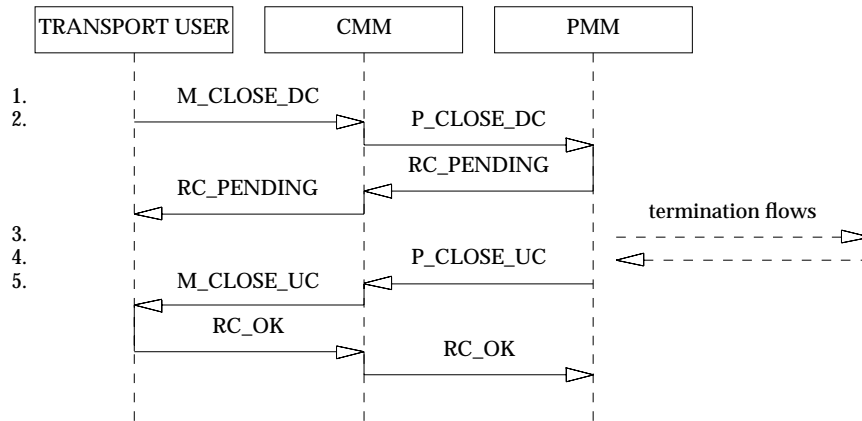 TRANSPORT USER CMM PMM
1. M_CLOSE_DC
2. P_CLOSE_DC
RC_PENDING
RC_PENDING
termination flows
3.
4. P_CLOSE_UC
5. M_CLOSE_UC
RC_OK
RC_OK